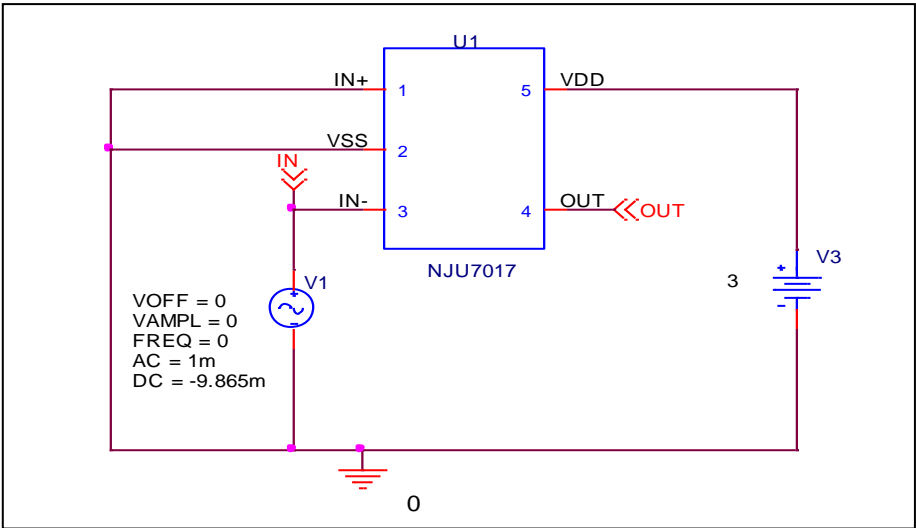 U1
IN+
1
5
VDD
VSS
2
IN
IN-
3
4
OUT
OUT
NJU7017
V1
V3
3
VOFF = 0
VAMPL = 0
FREQ = 0
AC = 1m
DC = -9.865m
0